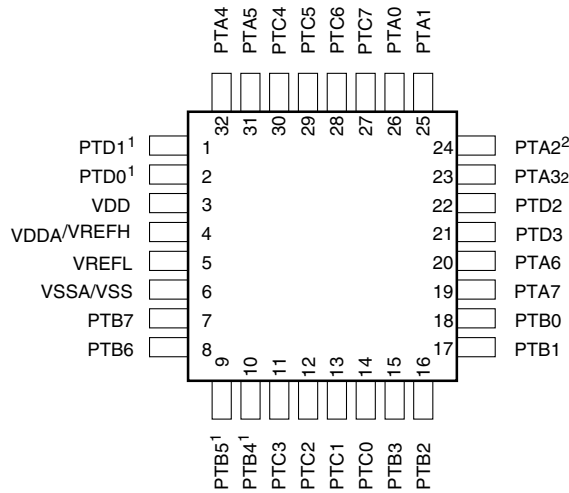 PTA4 PTA5 PTC4 PTC5 PTC6 PTC7 PTA0 PTA1
32 31 30 29 28 27 26 25
PTD1¹ 1 24 PTA2²
PTD0¹ 2 23 PTA32
VDD 3 22 PTD2
VDDA/VREFH 4 21 PTD3
VREFL 5 20 PTA6
VSSA/VSS 6 19 PTA7
PTB7 7 18 PTB0
PTB6 8 17 PTB1
9 10 11 12 13 14 15 16
PTB5¹ PTB4¹ PTC3 PTC2 PTC1 PTC0 PTB3 PTB2